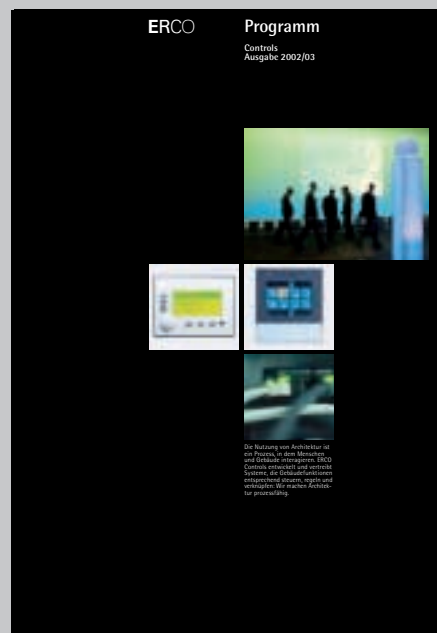 ERCO
Programm
Controls
Ausgabe 2002/03
Die Nutzung von Architektur ist
ein Prozess, in dem Menschen
und Gebäude interagieren. ERCO
Controls entwickelt und vertreibt
Systeme, die Gebäudefunktionen
entsprechend steuern, regeln und
verknüpfen: Wir machen Architek-
tur prozessfähig.